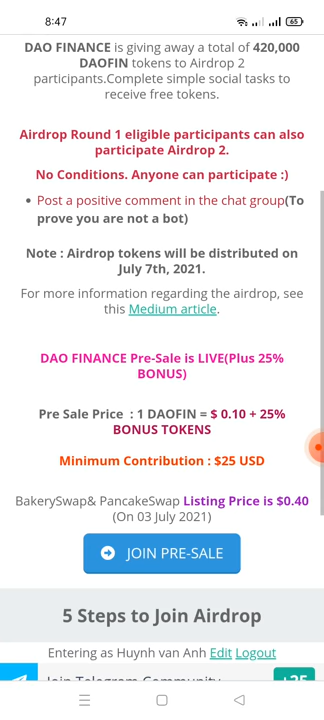 8:47
65
DAO FINANCE is giving away a total of 420,000
DAOFIN tokens to Airdrop 2
participants.Complete simple social tasks to
receive free tokens.
Airdrop Round 1 eligible participants can also
participate Airdrop 2.
No Conditions. Anyone can participate :)
• Post a positive comment in the chat group(To
prove you are not a bot)
Note : Airdrop tokens will be distributed on
July 7th, 2021.
For more information regarding the airdrop, see
this Medium article.
DAO FINANCE Pre-Sale is LIVE(Plus 25%
BONUS)
Pre Sale Price : 1 DAOFIN = $ 0.10 + 25%
BONUS TOKENS
Minimum Contribution : $25 USD
BakerySwap& PancakeSwap Listing Price is $0.40
(On 03 July 2021)
JOIN PRE-SALE
5 Steps to Join Airdrop
Entering as Huynh van Anh Edit Logout
Join Telegram Community +25